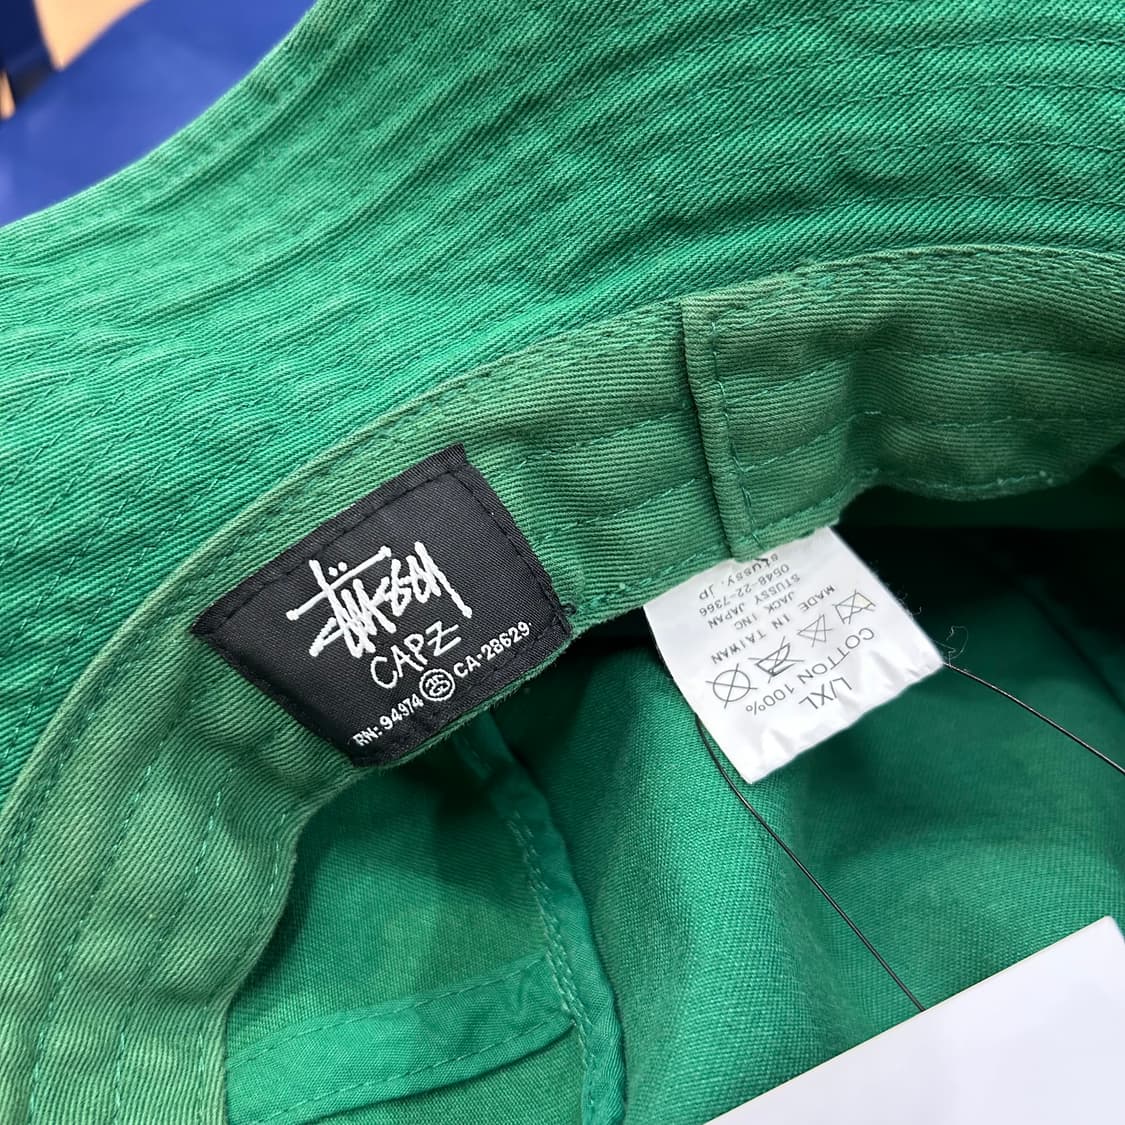 STÜSSY
CAPZ
RN: 94974 SS CA-28629
L/XL
COTTON 100%
MADE IN TAIWAN
JACK INC
STUSSY JAPAN
0548-22-7366
STUSSY. JP